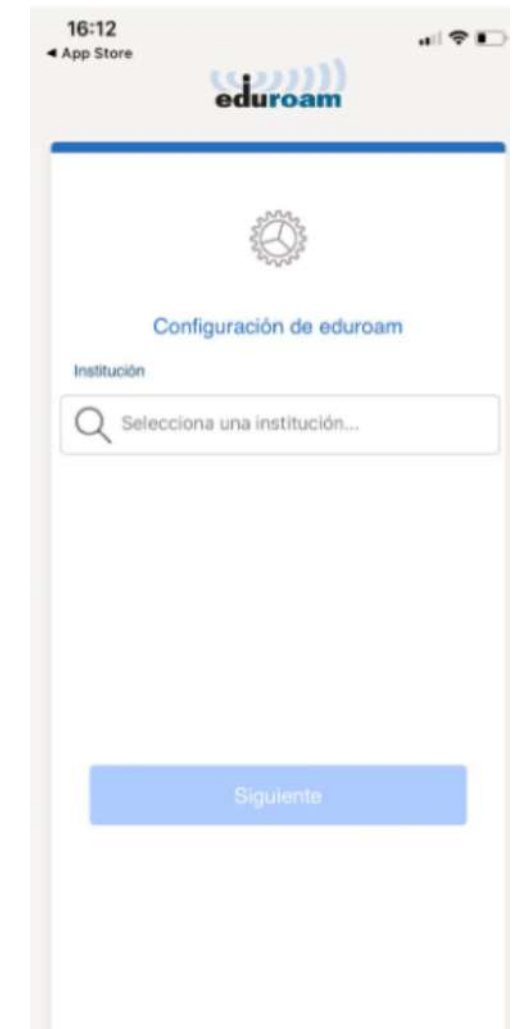 16:12
◀ App Store
eduroam
Configuración de eduroam
Institución
Selecciona una institución...
Siguiente